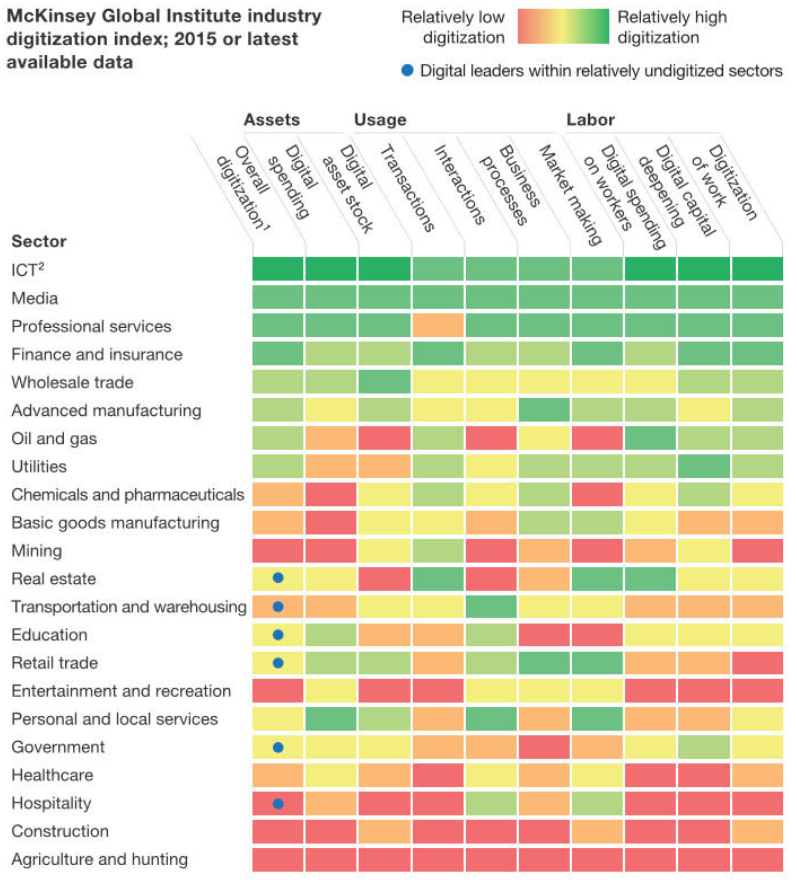 McKinsey Global Institute industry
digitization index; 2015 or latest
available data
Relatively low
digitization
Relatively high
digitization
Digital leaders within relatively undigitized sectors
Assets
Usage
Labor
Overall
digitization¹
Digital
spending
Digital
asset stock
Transactions
Interactions
Business
processes
Market making
Digital spending
on workers
Digital capital
deepening
Digitization
of work
Sector
ICT²
Media
Professional services
Finance and insurance
Wholesale trade
Advanced manufacturing
Oil and gas
Utilities
Chemicals and pharmaceuticals
Basic goods manufacturing
Mining
Real estate
Transportation and warehousing
Education
Retail trade
Entertainment and recreation
Personal and local services
Government
Healthcare
Hospitality
Construction
Agriculture and hunting